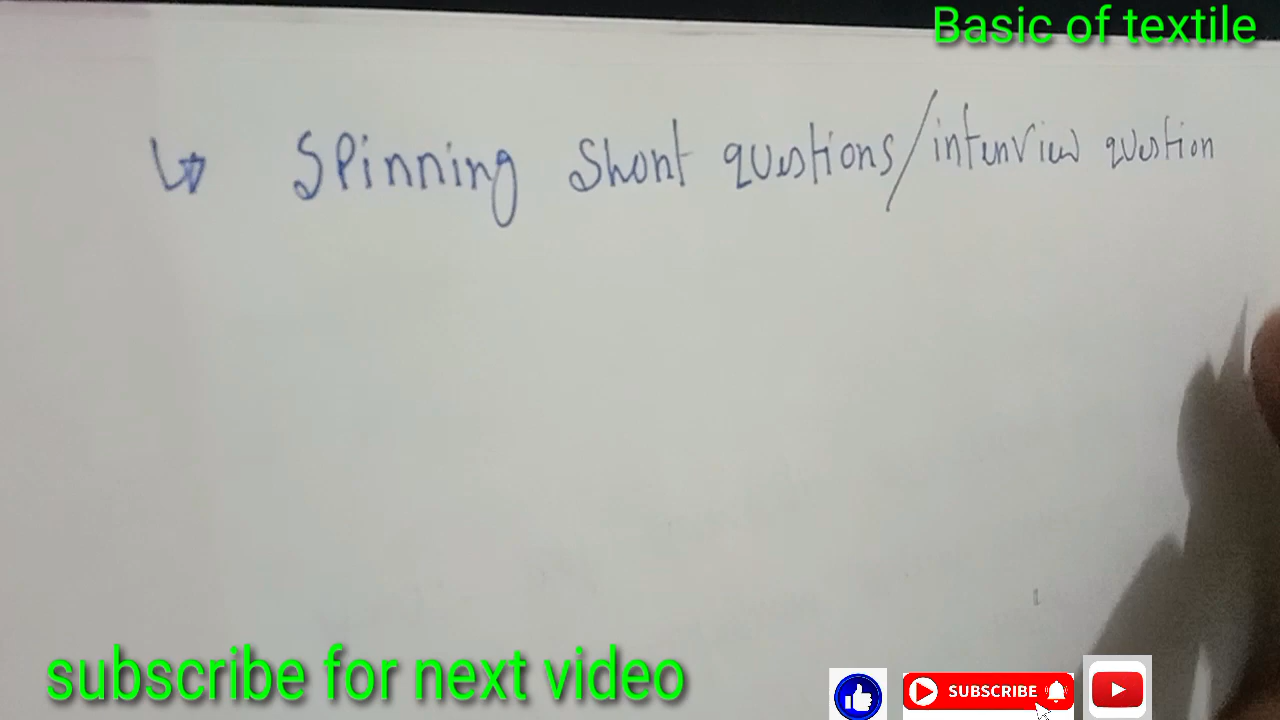 Basic of textile
↳ Spinning Short questions/interview question
subscribe for next video
SUBSCRIBE